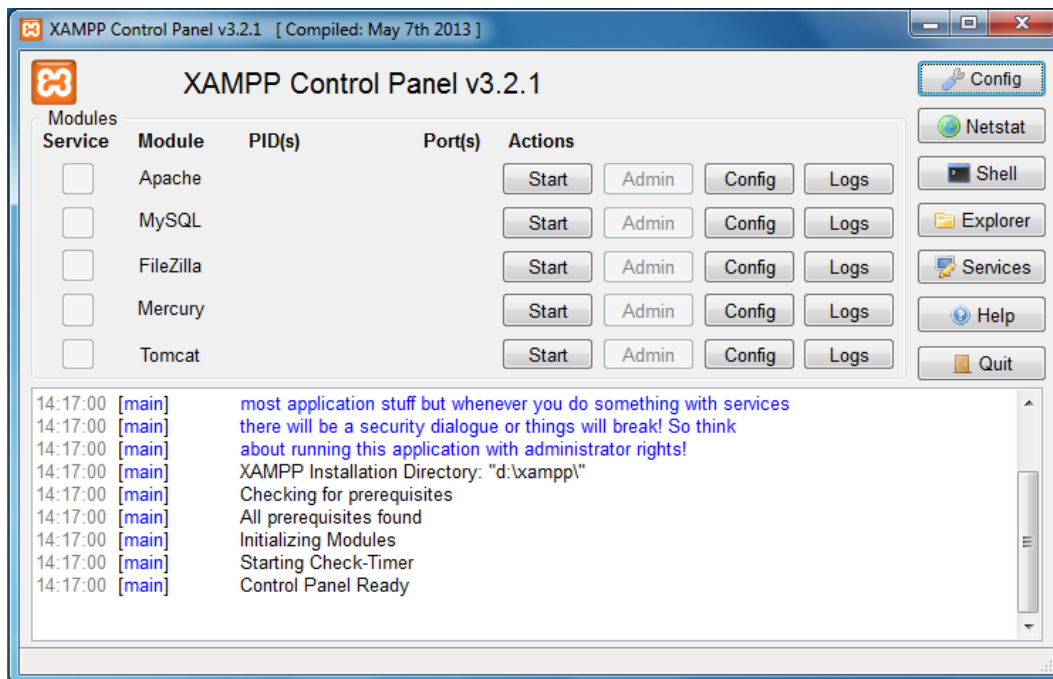 XAMPP Control Panel v3.2.1 [ Compiled: May 7th 2013 ]
XAMPP Control Panel v3.2.1
Config
Modules
Service Module PID(s) Port(s) Actions
Netstat
Apache Start Admin Config Logs
Shell
MySQL Start Admin Config Logs
Explorer
FileZilla Start Admin Config Logs
Services
Mercury Start Admin Config Logs
Help
Tomcat Start Admin Config Logs
Quit
14:17:00 [main] most application stuff but whenever you do something with services
14:17:00 [main] there will be a security dialogue or things will break! So think
14:17:00 [main] about running this application with administrator rights!
14:17:00 [main] XAMPP Installation Directory: "d:\xampp\"
14:17:00 [main] Checking for prerequisites
14:17:00 [main] All prerequisites found
14:17:00 [main] Initializing Modules
14:17:00 [main] Starting Check-Timer
14:17:00 [main] Control Panel Ready